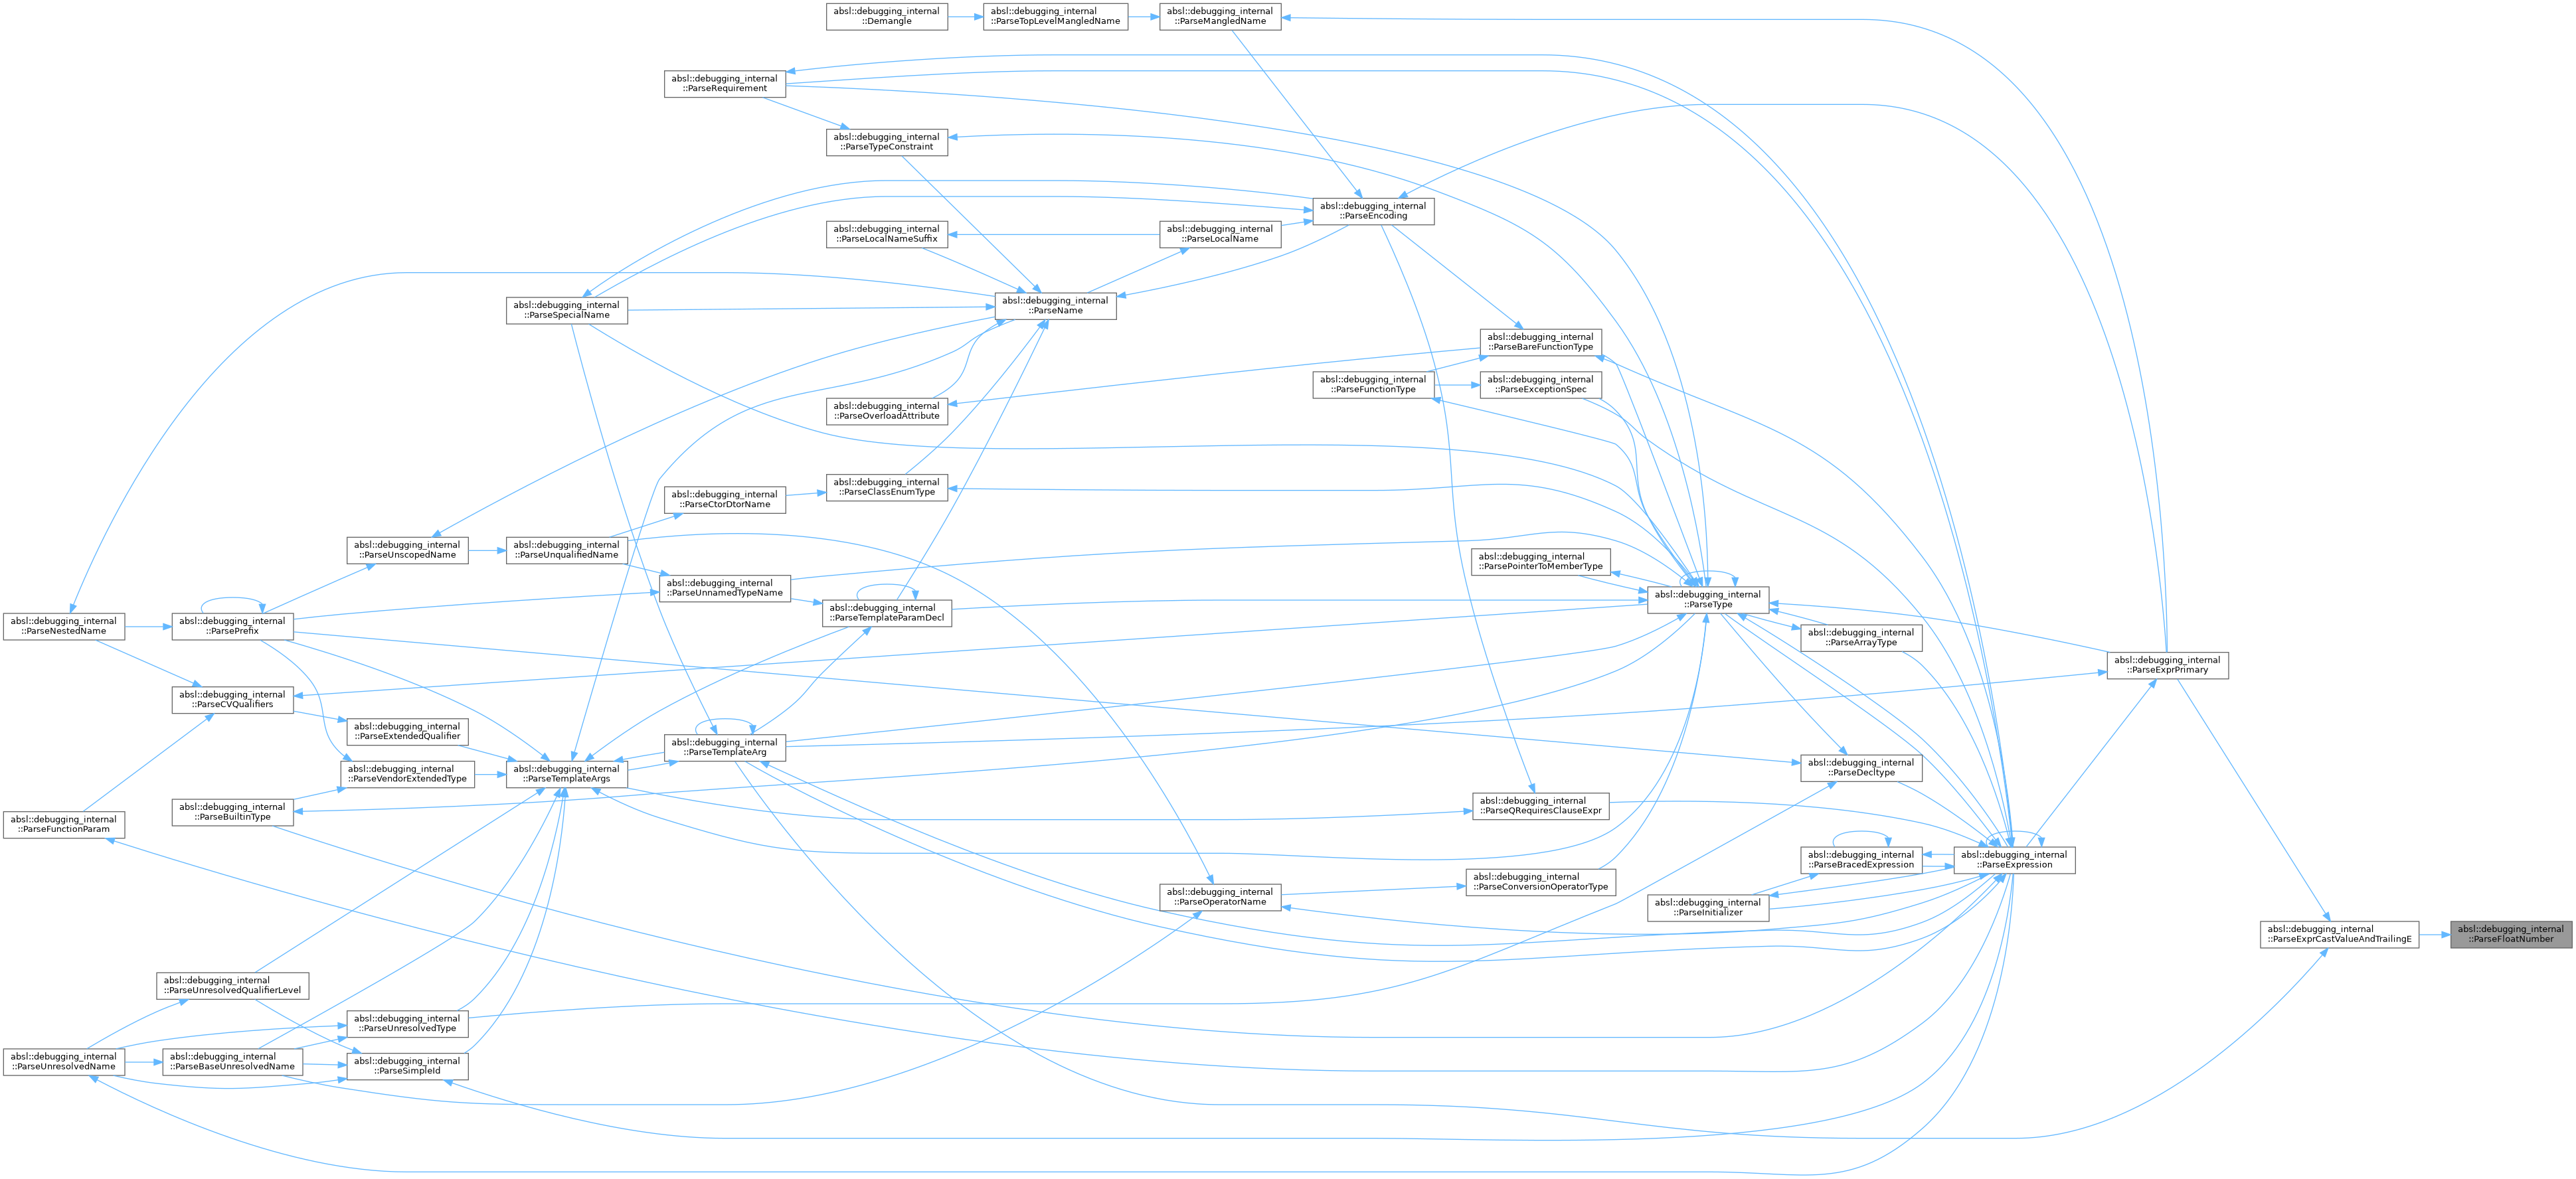 absl::debugging_internal
::Demangle
absl::debugging_internal
::ParseTopLevelMangledName
absl::debugging_internal
::ParseMangledName
absl::debugging_internal
::ParseRequirement
absl::debugging_internal
::ParseTypeConstraint
absl::debugging_internal
::ParseEncoding
absl::debugging_internal
::ParseLocalNameSuffix
absl::debugging_internal
::ParseLocalName
absl::debugging_internal
::ParseSpecialName
absl::debugging_internal
::ParseName
absl::debugging_internal
::ParseBareFunctionType
absl::debugging_internal
::ParseFunctionType
absl::debugging_internal
::ParseExceptionSpec
absl::debugging_internal
::ParseOverloadAttribute
absl::debugging_internal
::ParseClassEnumType
absl::debugging_internal
::ParseCtorDtorName
absl::debugging_internal
::ParseUnscopedName
absl::debugging_internal
::ParseUnqualifiedName
absl::debugging_internal
::ParsePointerToMemberType
absl::debugging_internal
::ParseUnnamedTypeName
absl::debugging_internal
::ParseTemplateParamDecl
absl::debugging_internal
::ParseType
absl::debugging_internal
::ParseNestedName
absl::debugging_internal
::ParsePrefix
absl::debugging_internal
::ParseArrayType
absl::debugging_internal
::ParseExprPrimary
absl::debugging_internal
::ParseCVQualifiers
absl::debugging_internal
::ParseExtendedQualifier
absl::debugging_internal
::ParseTemplateArg
absl::debugging_internal
::ParseVendorExtendedType
absl::debugging_internal
::ParseTemplateArgs
absl::debugging_internal
::ParseDecltype
absl::debugging_internal
::ParseQRequiresClauseExpr
absl::debugging_internal
::ParseBuiltinType
absl::debugging_internal
::ParseFunctionParam
absl::debugging_internal
::ParseBracedExpression
absl::debugging_internal
::ParseExpression
absl::debugging_internal
::ParseConversionOperatorType
absl::debugging_internal
::ParseOperatorName
absl::debugging_internal
::ParseInitializer
absl::debugging_internal
::ParseExprCastValueAndTrailingE
absl::debugging_internal
::ParseFloatNumber
absl::debugging_internal
::ParseUnresolvedQualifierLevel
absl::debugging_internal
::ParseUnresolvedType
absl::debugging_internal
::ParseUnresolvedName
absl::debugging_internal
::ParseBaseUnresolvedName
absl::debugging_internal
::ParseSimpleId